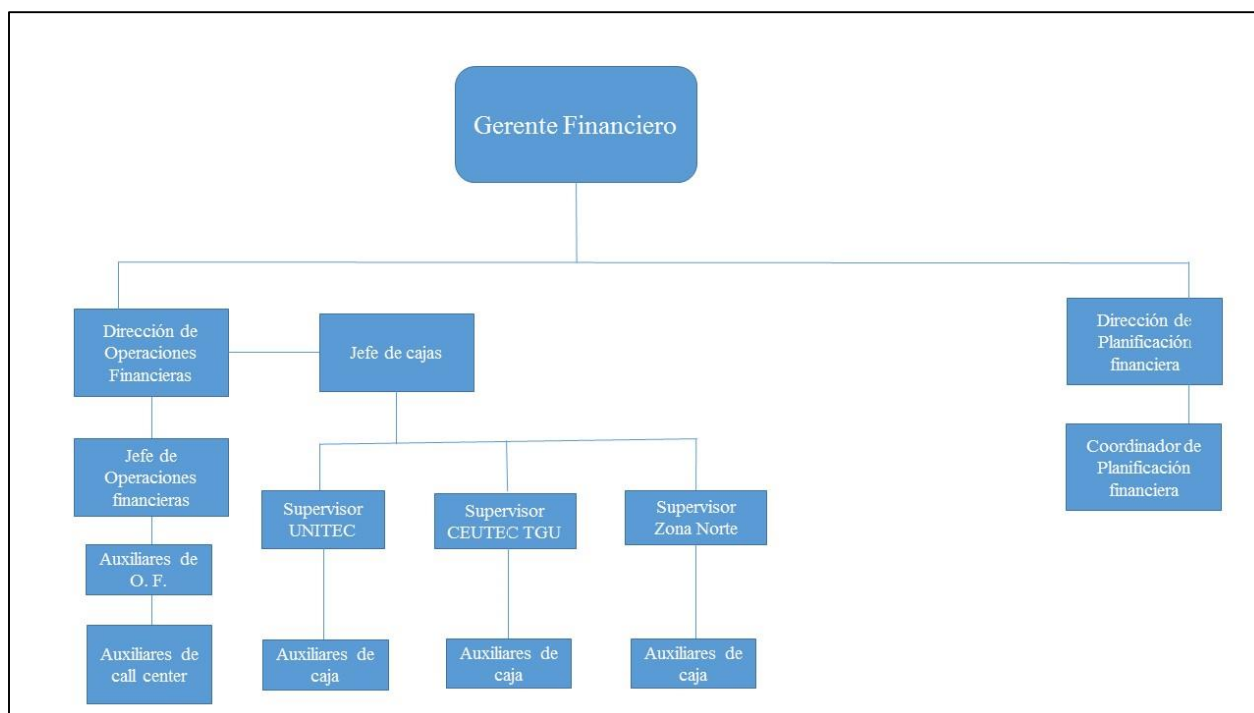 Gerente Financiero
Dirección de
Operaciones
Financieras
Jefe de cajas
Dirección de
Planificación
financiera
Jefe de
Operaciones
financieras
Coordinador de
Planificación
financiera
Supervisor
UNITEC
Supervisor
CEUTEC TGU
Supervisor
Zona Norte
Auxiliares de
O. F.
Auxiliares de
call center
Auxiliares de
caja
Auxiliares de
caja
Auxiliares de
caja